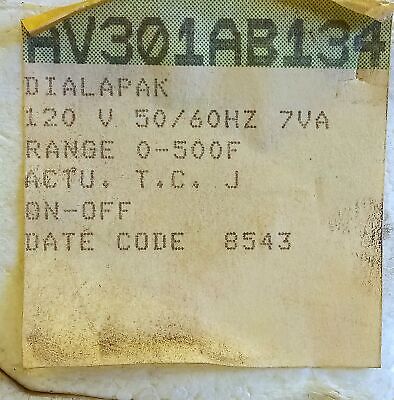 AV301AB134
DIALAPAK
120 V 50/60HZ 7VA
RANGE 0-500F
ACTU. T.C. J
ON-OFF
DATE CODE 8543